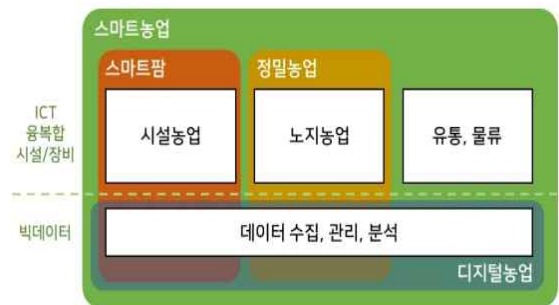 스마트농업
스마트팜
정밀농업
ICT
융복합
시설/장비
시설농업
노지농업
유통, 물류
빅데이터
데이터 수집, 관리, 분석
디지털농업